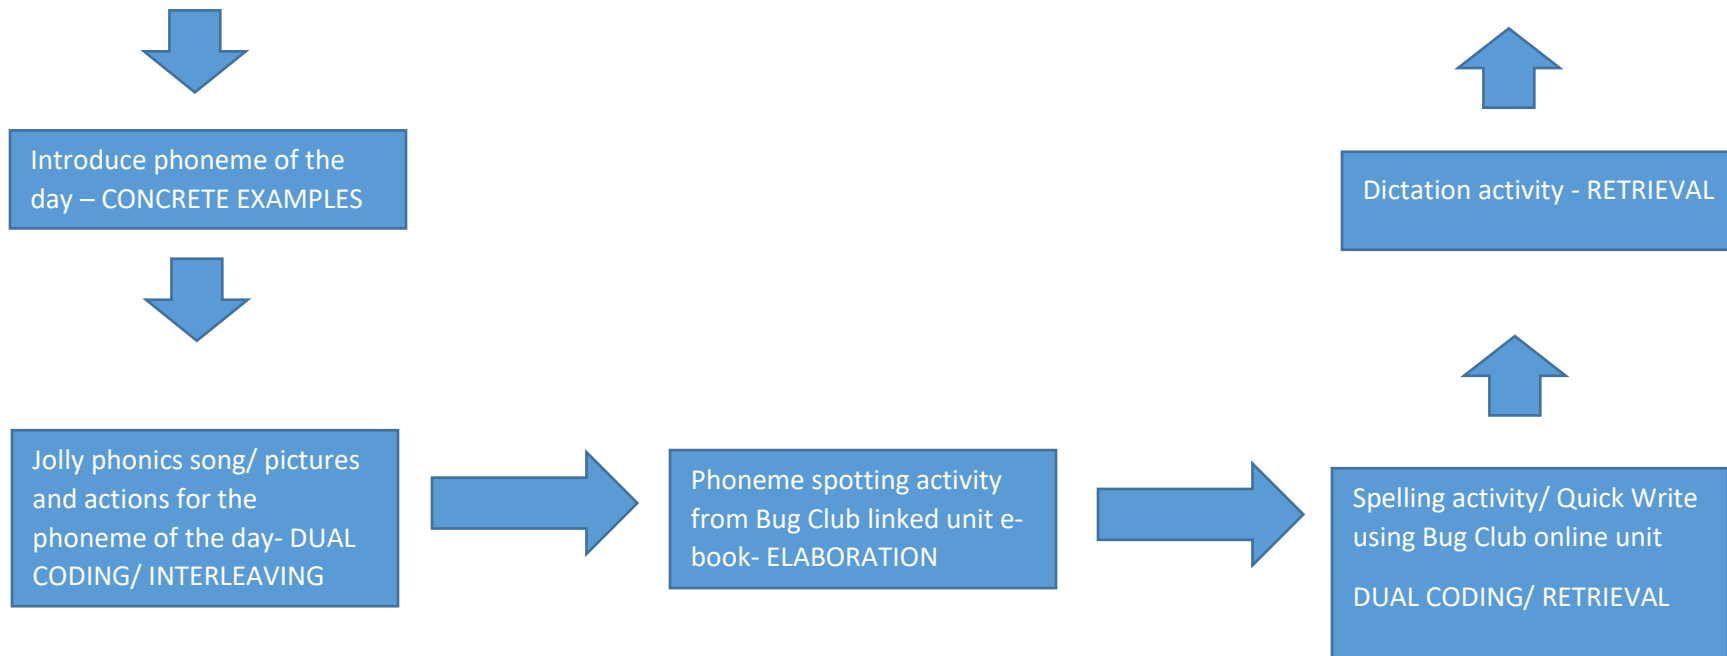 Introduce phoneme of the
day – CONCRETE EXAMPLES
Jolly phonics song/ pictures
and actions for the
phoneme of the day- DUAL
CODING/ INTERLEAVING
Phoneme spotting activity
from Bug Club linked unit e-
book- ELABORATION
Spelling activity/ Quick Write
using Bug Club online unit
DUAL CODING/ RETRIEVAL
Dictation activity - RETRIEVAL